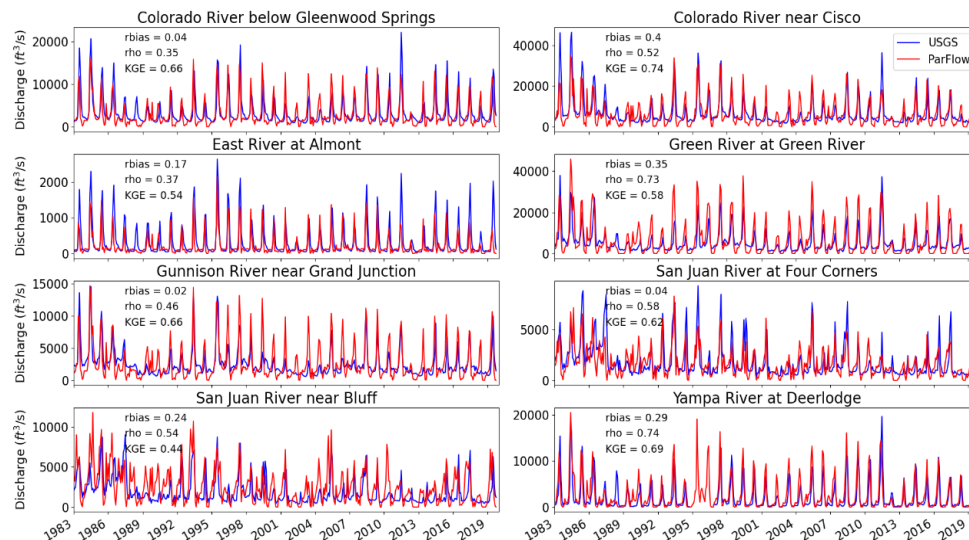 Colorado River below Gleenwood Springs
Discharge (ft³/s)
20000
10000
0
rbias = 0.04
rho = 0.35
KGE = 0.66
Colorado River near Cisco
40000
20000
0
rbias = 0.4
rho = 0.52
KGE = 0.74
USGS
ParFlow
East River at Almont
Discharge (ft³/s)
2000
1000
0
rbias = 0.17
rho = 0.37
KGE = 0.54
Green River at Green River
40000
20000
0
rbias = 0.35
rho = 0.73
KGE = 0.58
Gunnison River near Grand Junction
Discharge (ft³/s)
15000
10000
5000
0
rbias = 0.02
rho = 0.46
KGE = 0.66
San Juan River at Four Corners
5000
0
rbias = 0.04
rho = 0.58
KGE = 0.62
San Juan River near Bluff
Discharge (ft³/s)
10000
5000
0
rbias = 0.24
rho = 0.54
KGE = 0.44
Yampa River at Deerlodge
20000
10000
0
rbias = 0.29
rho = 0.74
KGE = 0.69
1983 1986 1989 1992 1995 1998 2001 2004 2007 2010 2013 2016 2019
1983 1986 1989 1992 1995 1998 2001 2004 2007 2010 2013 2016 2019